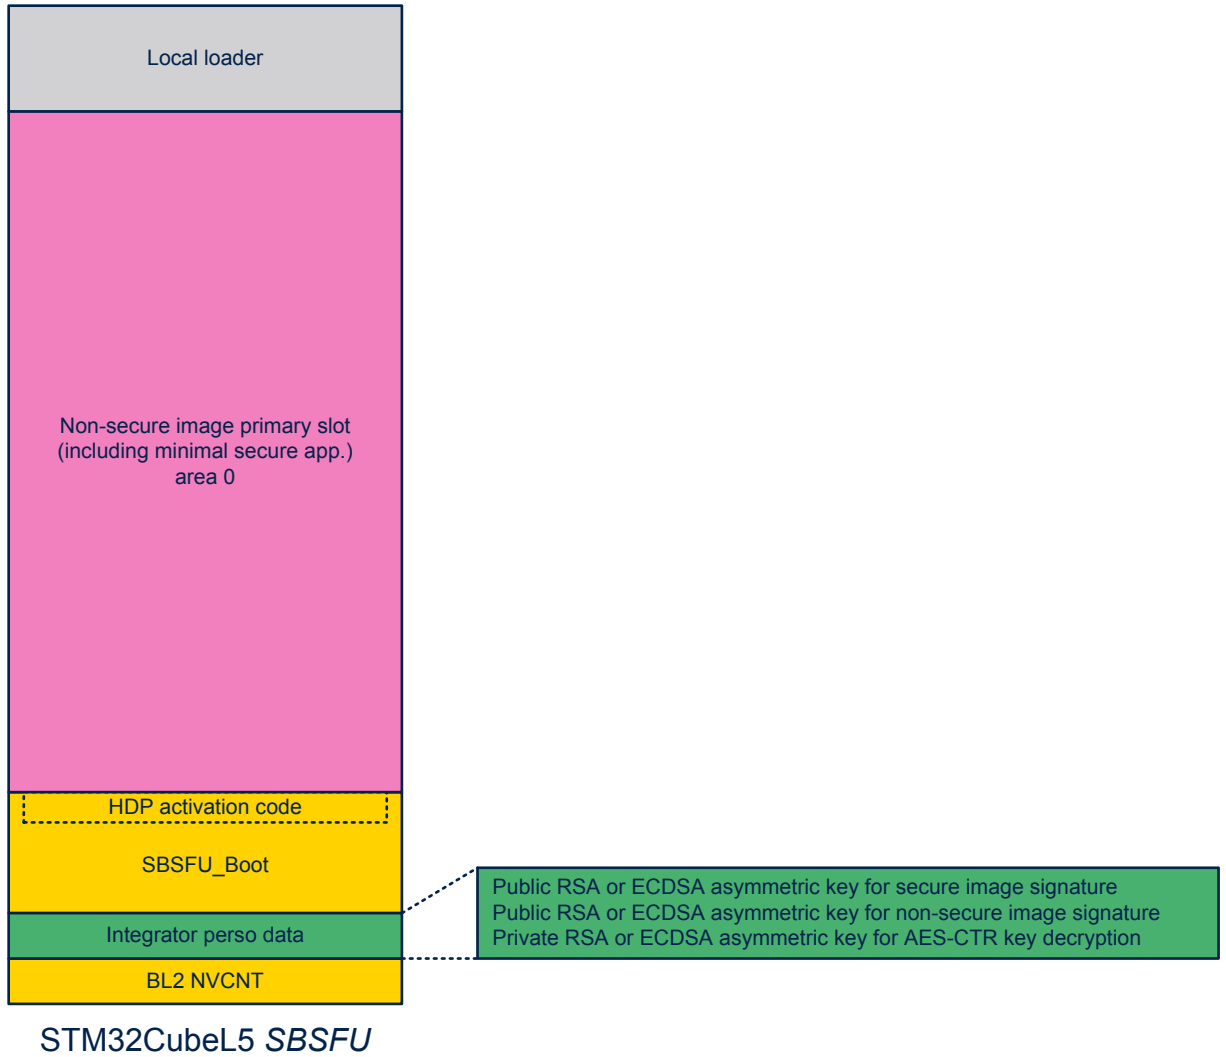 Local loader
Non-secure image primary slot
(including minimal secure app.)
area 0
HDP activation code
SBSFU_Boot
Public RSA or ECDSA asymmetric key for secure image signature
Public RSA or ECDSA asymmetric key for non-secure image signature
Private RSA or ECDSA asymmetric key for AES-CTR key decryption
Integrator perso data
BL2 NVCNT
STM32CubeL5 SBSFU